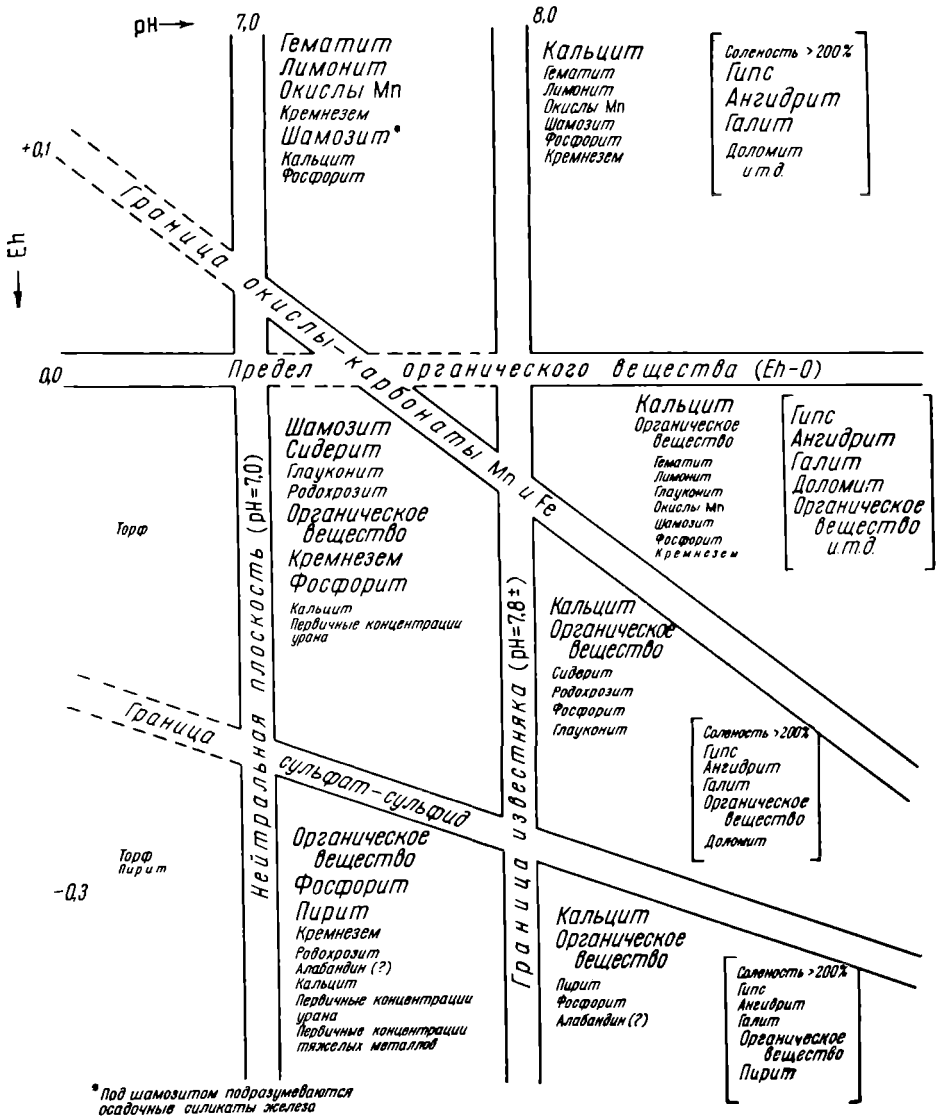 pH→ 7,0 8,0
Гематит
Лимонит
Окислы Mn
Кремнезем
Шамозит*
Кальцит
Фосфорит
Кальцит
Гематит
Лимонит
Окислы Mn
Шамозит
Фосфорит
Кремнезем
Соленость >200%
Гипс
Ангидрит
Галит
Доломит
и т.д.
+0,1
Eh →
Граница окислы-карбонаты Mn и Fe
0,0
Предел органического вещества (Eh-0)
Шамозит
Сидерит
Глауконит
Родохрозит
Органическое
вещество
Кремнезем
Фосфорит
Кальцит
Первичные концентрации
урана
Кальцит
Органическое
вещество
Гематит
Лимонит
Глауконит
Окислы Mn
Шамозит
Фосфорит
Кремнезем
Гипс
Ангидрит
Галит
Доломит
Органическое
вещество
и.т.д.
Торф
Нейтральная плоскость (pH=7,0)
Граница известняка (pH=7,8±)
Кальцит
Органическое
вещество
Сидерит
Родохрозит
Фосфорит
Глауконит
Соленость >200%
Гипс
Ангидрит
Галит
Органическое
вещество
Доломит
Граница сульфат-сульфид
Торф
Пирит
-0,3
Органическое
вещество
Фосфорит
Пирит
Кремнезем
Родохрозит
Алабандин (?)
Кальцит
Первичные концентрации
урана
Первичные концентрации
тяжелых металлов
Кальцит
Органическое
вещество
Пирит
Фосфорит
Алабандин (?)
Соленость >200%
Гипс
Ангидрит
Галит
Органическое
вещество
Пирит
*Под шамозитом подразумеваются
осадочные силикаты железа